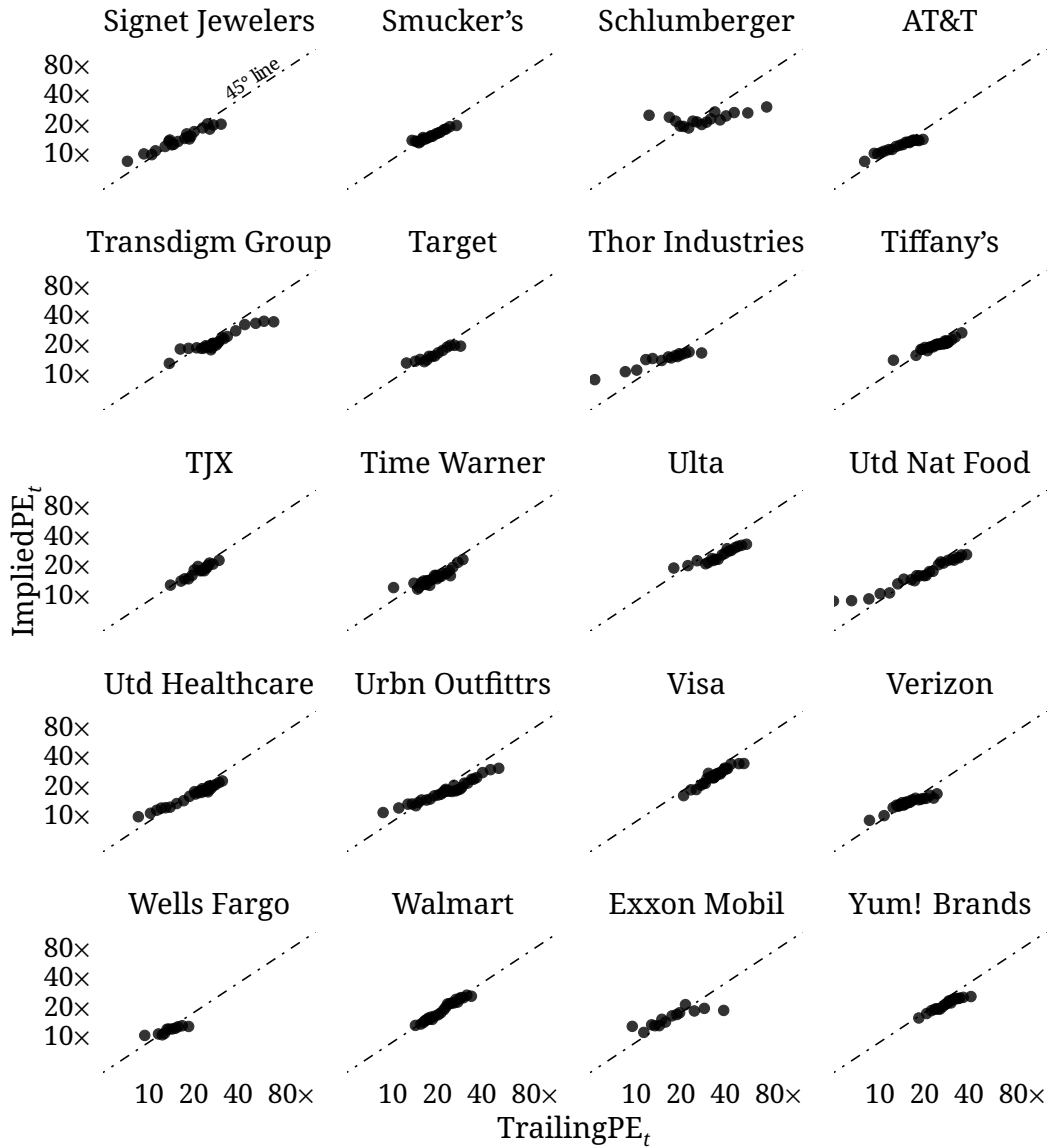 Signet Jewelers Smucker's Schlumberger AT&T
80×
40×
20×
10×
45° line
Transdigm Group Target Thor Industries Tiffany's
80×
40×
20×
10×
TJX Time Warner Ulta Utd Nat Food
80×
40×
20×
10×
ImpliedPEt
Utd Healthcare Urbn Outfittrs Visa Verizon
80×
40×
20×
10×
Wells Fargo Walmart Exxon Mobil Yum! Brands
80×
40×
20×
10×
10 20 40 80× 10 20 40 80× 10 20 40 80× 10 20 40 80×
TrailingPEt